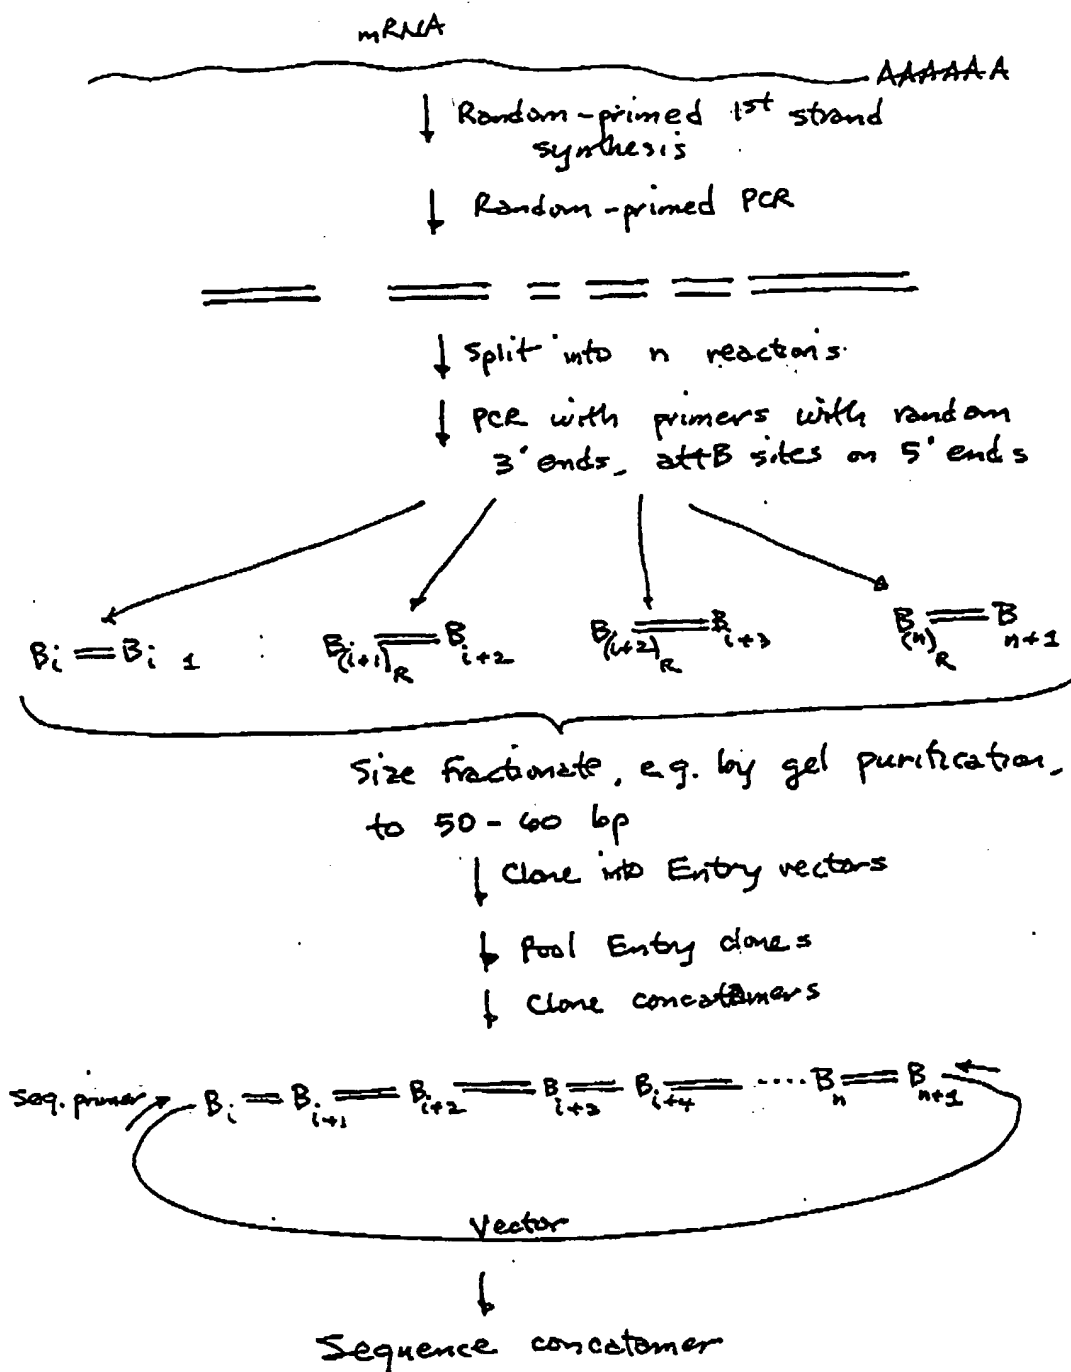 mRNA
AAAAAA
Random-primed 1st strand
synthesis
Random-primed PCR
Split into n reactions
PCR with primers with random
3' ends, attB sites on 5' ends
Bi Bi 1 B(i+1)R Bi+2 B(i+2)R Bi+3 B(n)R Bn+1
Size fractionate, e.g. by gel purification,
to 50-60 bp
Clone into Entry vectors
Pool Entry clones
Clone concatamers
Seq. primer Bi Bi+1 Bi+2 Bi+3 Bi+4 .... Bn Bn+1
Vector
Sequence concatomer